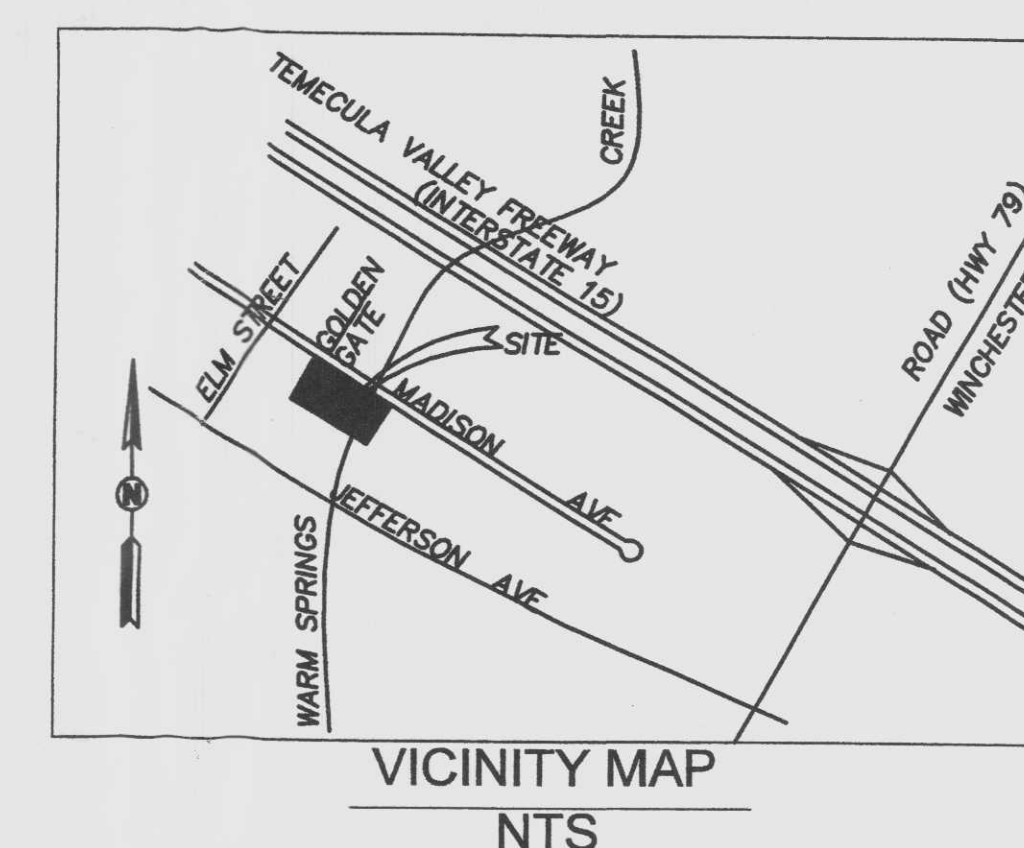 TEMECULA VALLEY FREEWAY
(INTERSTATE 15)
CREEK
ROAD (HWY 79)
WINCHESTER
ELM STREET
GOLDEN
GATE
SITE
MADISON AVE
N
JEFFERSON AVE
WARM SPRINGS
VICINITY MAP
NTS